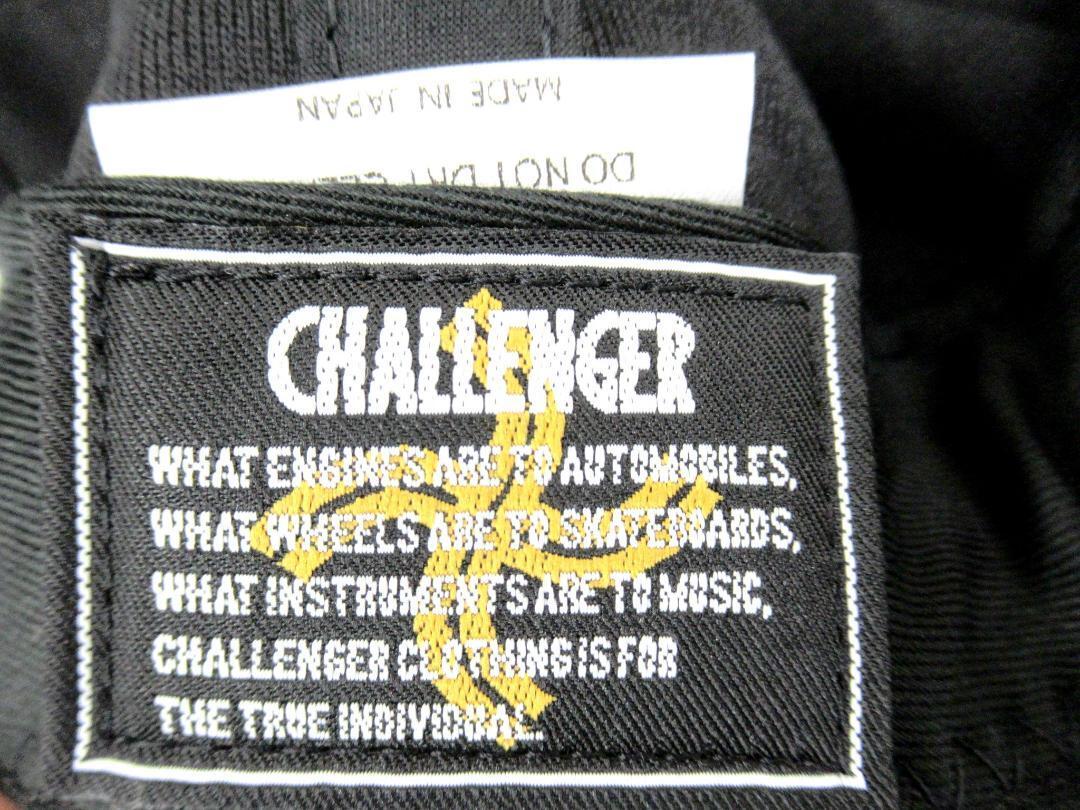 MADE IN JAPAN
DO NOT DRY
CHALLENGER
WHAT ENGINES ARE TO AUTOMOBILES,
WHAT WHEELS ARE TO SKATEBOARDS,
WHAT INSTRUMENTS ARE TO MUSIC,
CHALLENGER CLOTHING IS FOR
THE TRUE INDIVIDUAL.